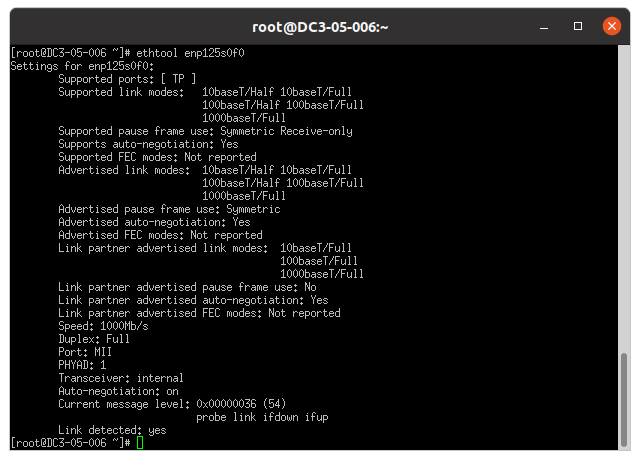 root@DC3-05-006:~
[root@DC3-05-006 ~]# ethtool enp125s0f0
Settings for enp125s0f0:
Supported ports: [ TP ]
Supported link modes: 10baseT/Half 10baseT/Full
100baseT/Half 100baseT/Full
1000baseT/Full
Supported pause frame use: Symmetric Receive-only
Supports auto-negotiation: Yes
Supported FEC modes: Not reported
Advertised link modes: 10baseT/Half 10baseT/Full
100baseT/Half 100baseT/Full
1000baseT/Full
Advertised pause frame use: Symmetric
Advertised auto-negotiation: Yes
Advertised FEC modes: Not reported
Link partner advertised link modes: 10baseT/Full
100baseT/Full
1000baseT/Full
Link partner advertised pause frame use: No
Link partner advertised auto-negotiation: Yes
Link partner advertised FEC modes: Not reported
Speed: 1000Mb/s
Duplex: Full
Port: MII
PHYAD: 1
Transceiver: internal
Auto-negotiation: on
Current message level: 0x00000036 (54)
probe link ifdown ifup
Link detected: yes
[root@DC3-05-006 ~]#